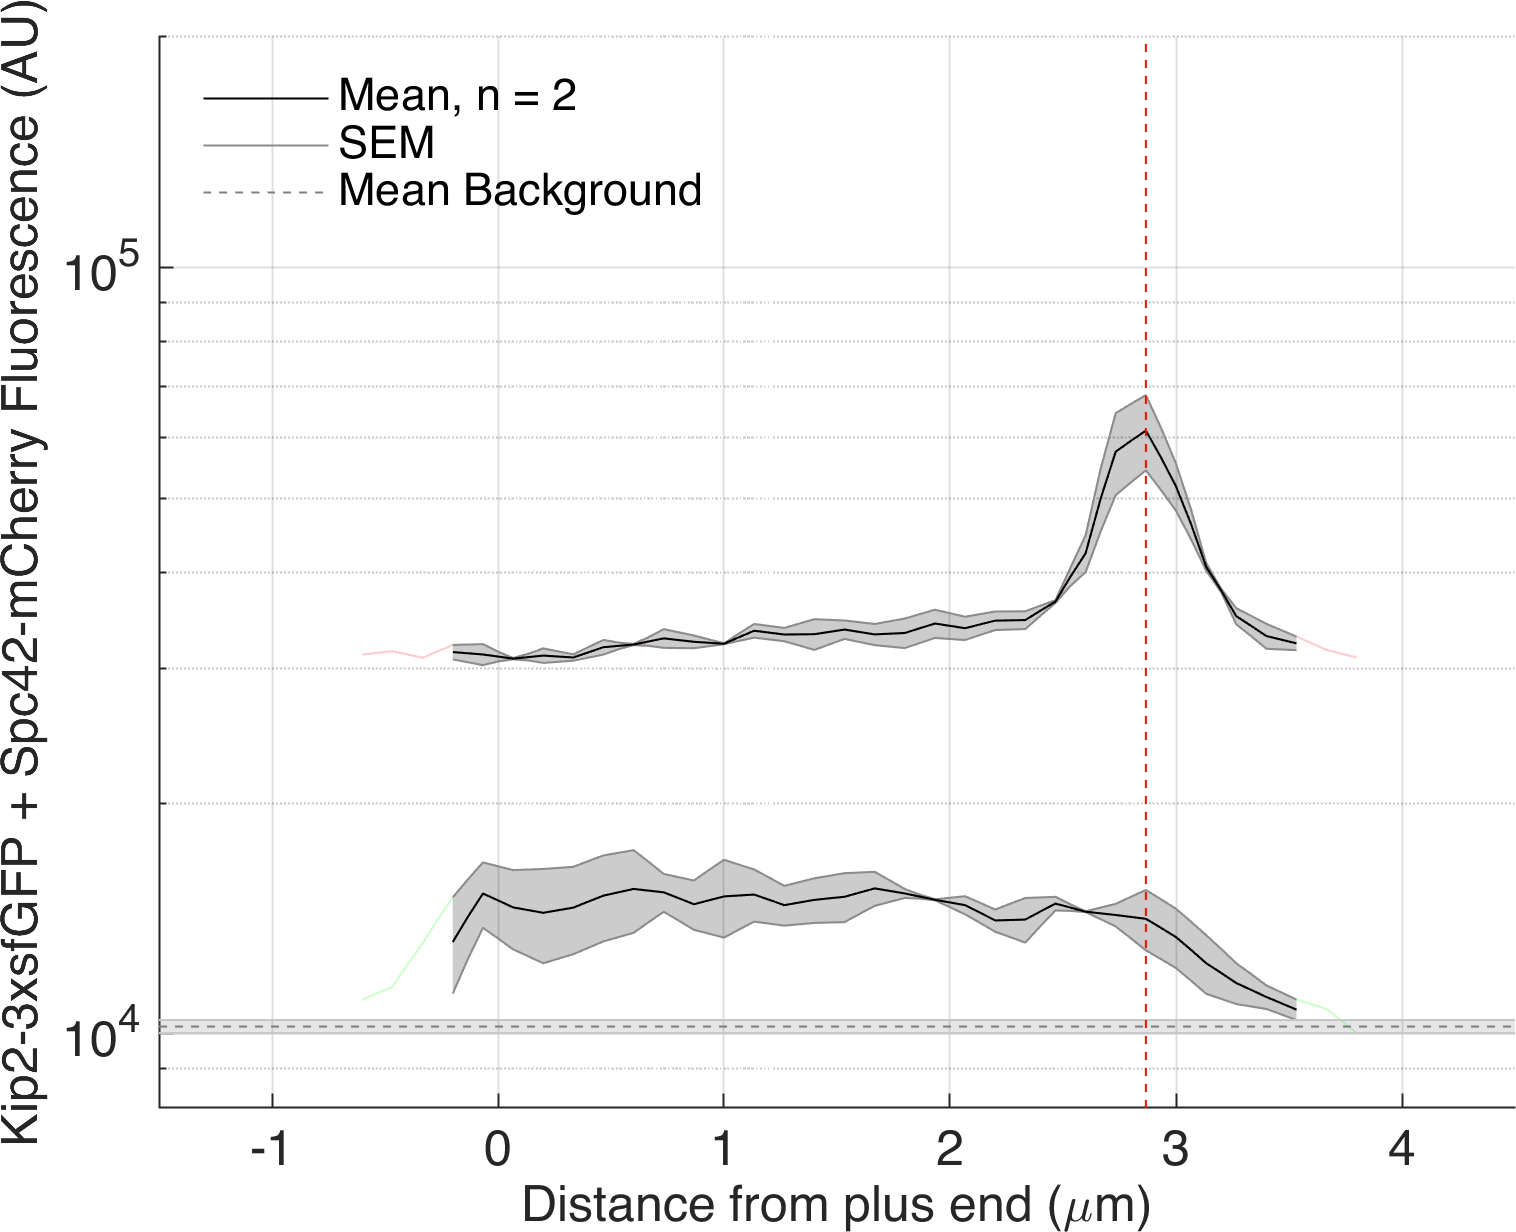 Kip2-3xsfGFP + Spc42-mCherry Fluorescence (AU)
Mean, n = 2
SEM
Mean Background
10^5
10^4
-1 0 1 2 3 4
Distance from plus end (μm)